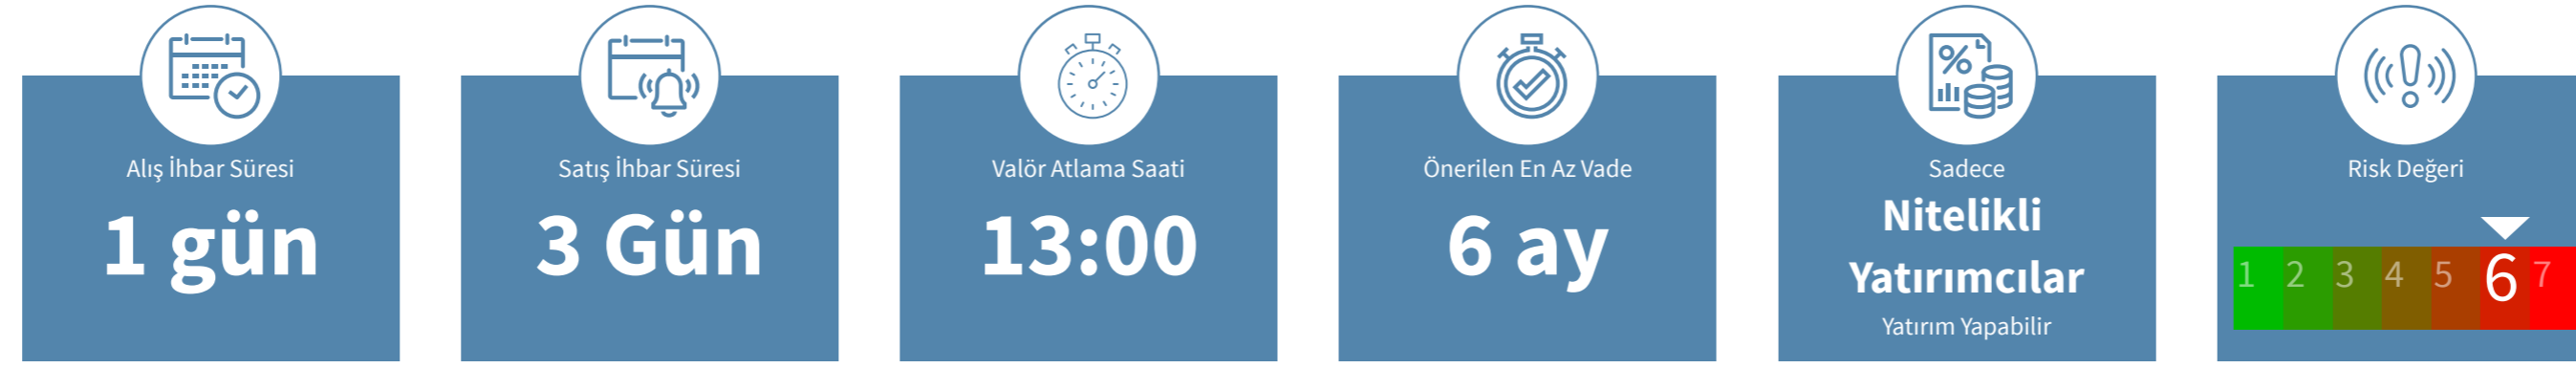 Alış İhbar Süresi
1 gün
Satış İhbar Süresi
3 Gün
Valör Atlama Saati
13:00
Önerilen En Az Vade
6 ay
%
Sadece
Nitelikli
Yatırımcılar
Yatırım Yapabilir
Risk Değeri
1 2 3 4 5 6 7